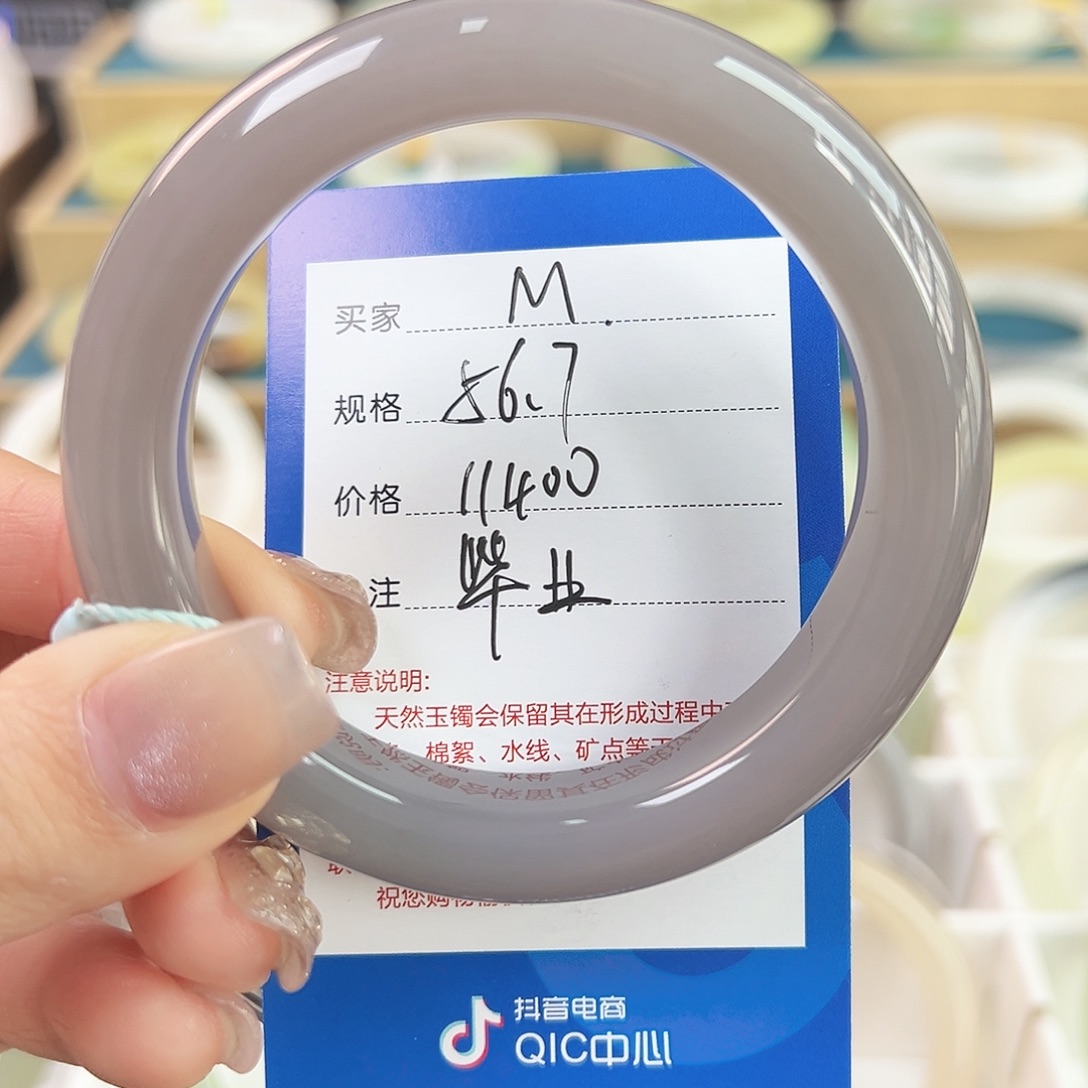 买家 M.
规格 56.7
价格 11400
注 毕业
注意说明:
天然玉镯会保留其在形成过程中
棉絮、水线、矿点等
祝您购物愉
抖音电商
QIC中心